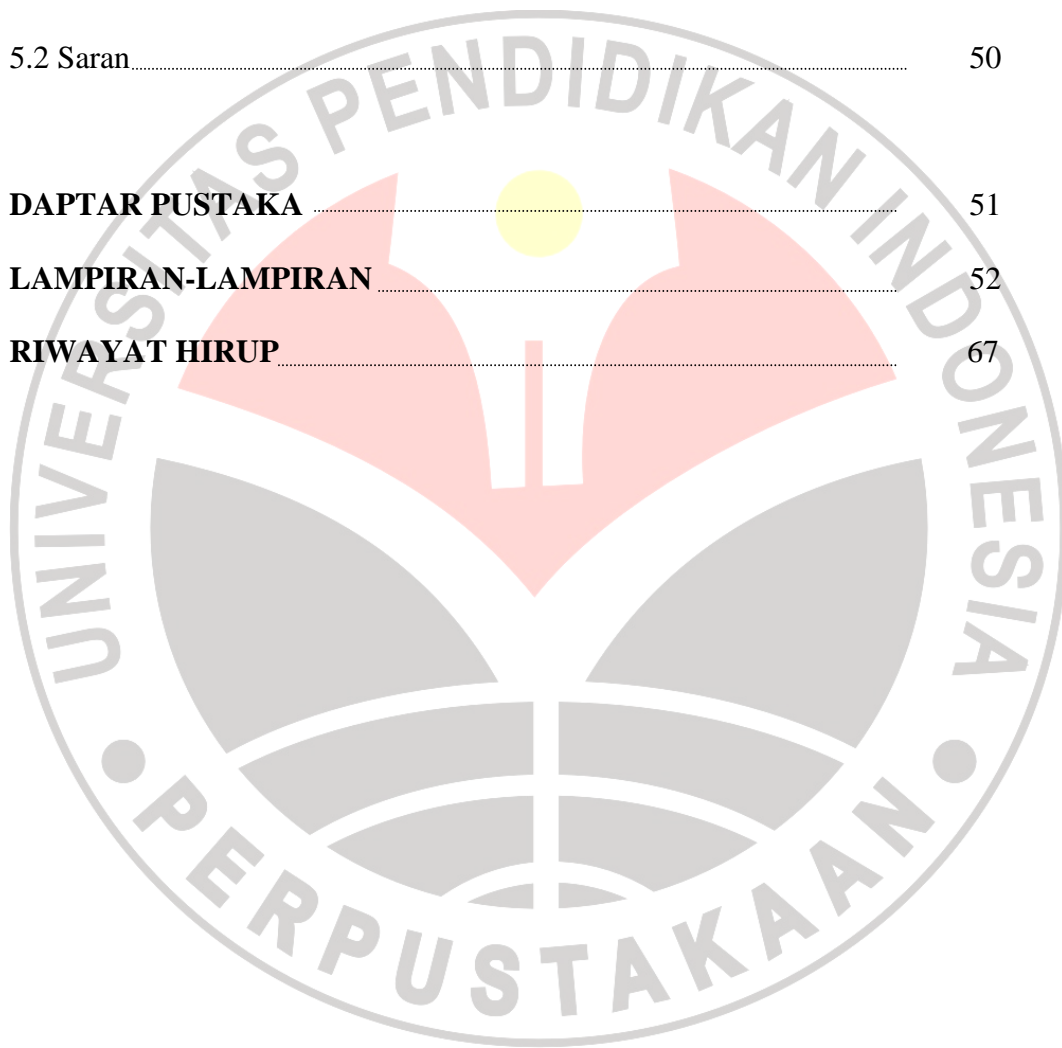 5.2 Saran 50
DAPTAR PUSTAKA 51
LAMPIRAN-LAMPIRAN 52
RIWAYAT HIRUP 67
UNIVERSITAS PENDIDIKAN INDONESIA
PERPUSTAKAAN